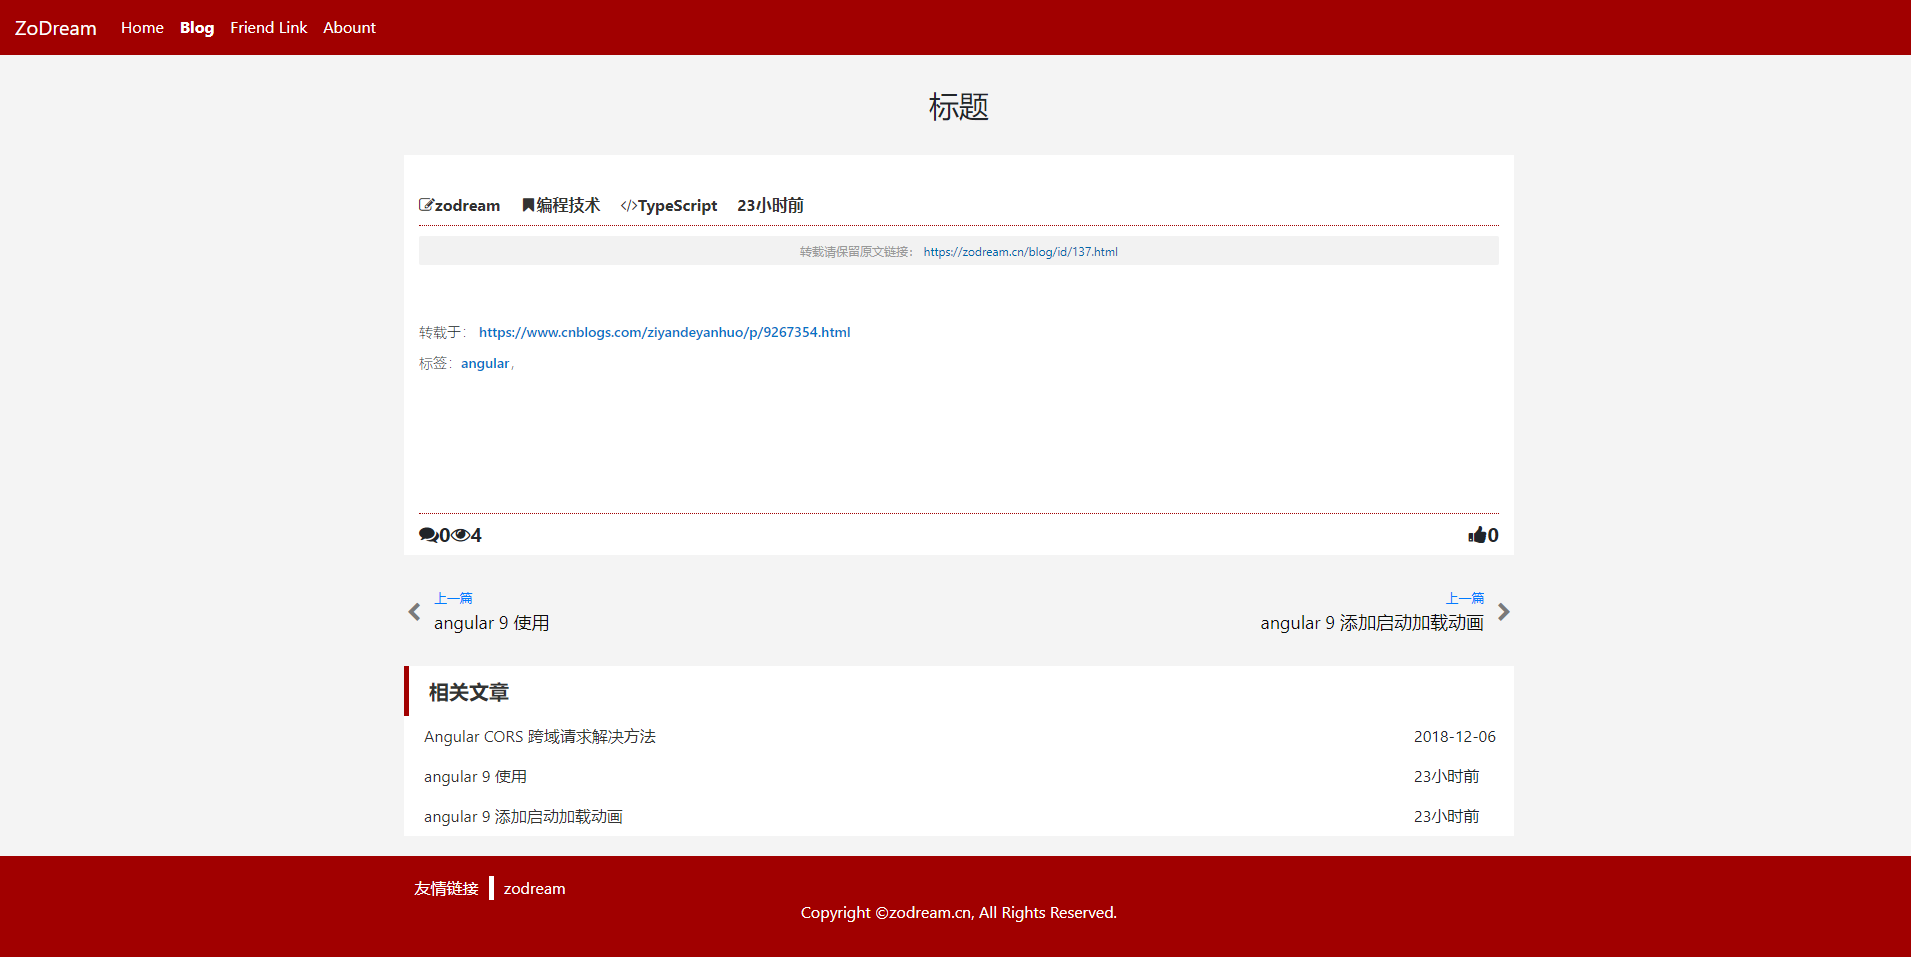 ZoDream Home Blog Friend Link Abount
标题
zodream 编程技术 TypeScript 23小时前
转载请保留原文链接： https://zodream.cn/blog/id/137.html
转载于： https://www.cnblogs.com/ziyandeyanhuo/p/9267354.html
标签：angular，
0 4 0
上一篇 上一篇
angular 9 使用 angular 9 添加启动加载动画
相关文章
Angular CORS 跨域请求解决方法 2018-12-06
angular 9 使用 23小时前
angular 9 添加启动加载动画 23小时前
友情链接 zodream
Copyright ©zodream.cn, All Rights Reserved.